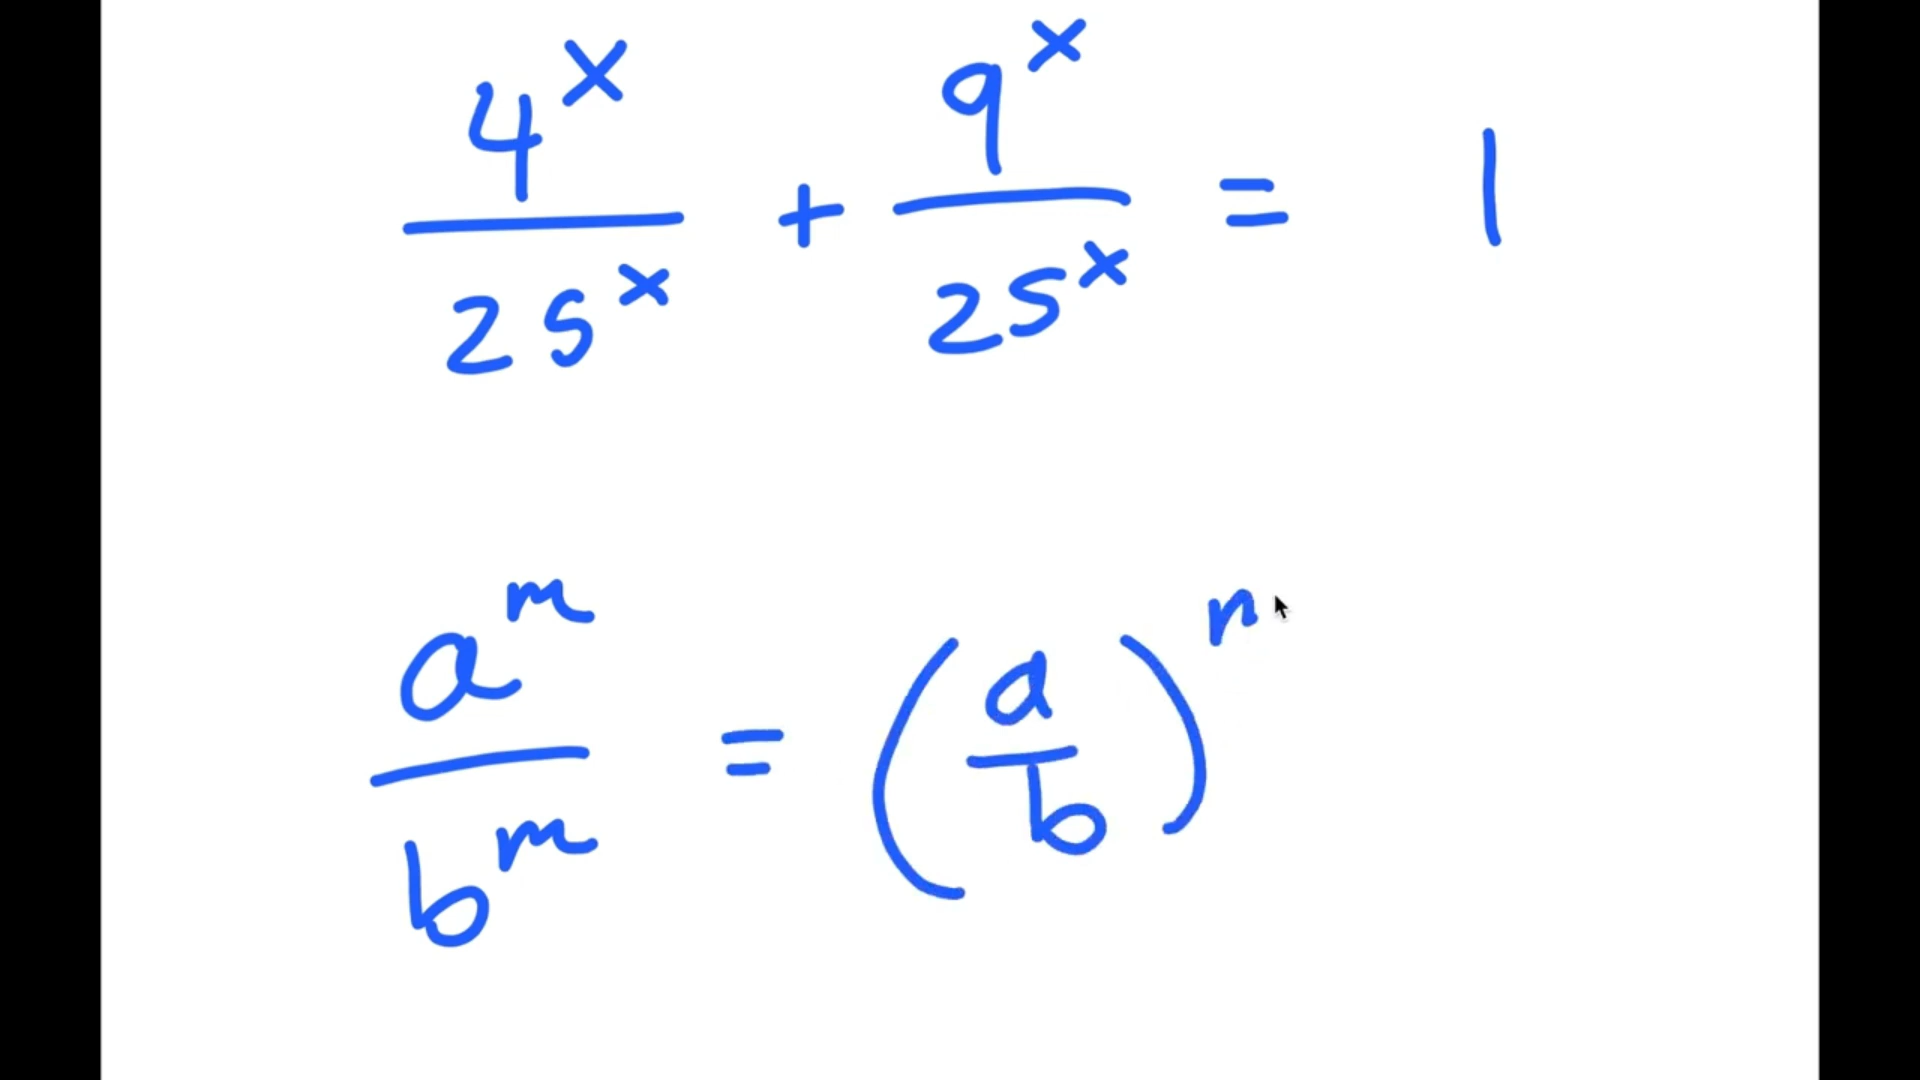 4^x/25^x + 9^x/25^x = 1
a^m/b^m = (a/b)^n